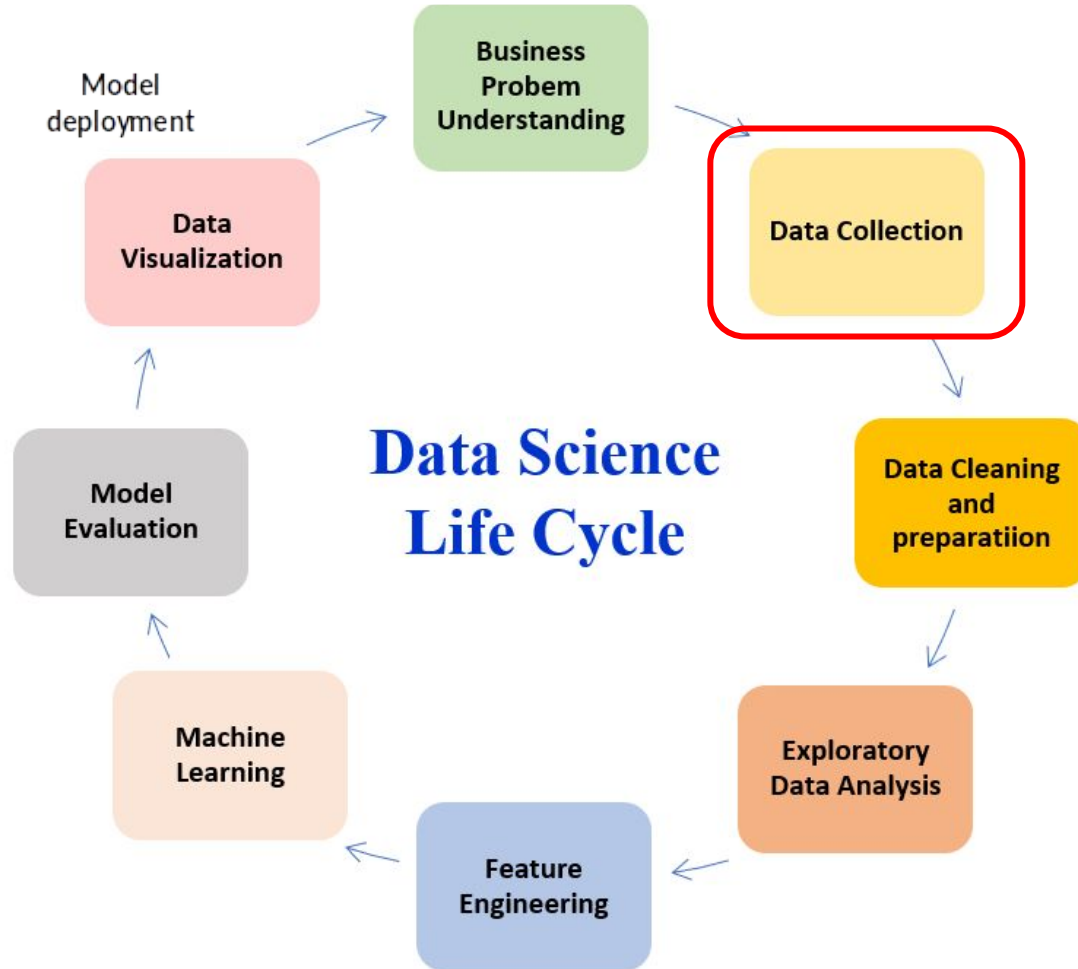 Business
Probem
Understanding
Model
deployment
Data
Visualization
Data Collection
Data Science
Life Cycle
Data Cleaning
and
preparatiion
Model
Evaluation
Exploratory
Data Analysis
Machine
Learning
Feature
Engineering